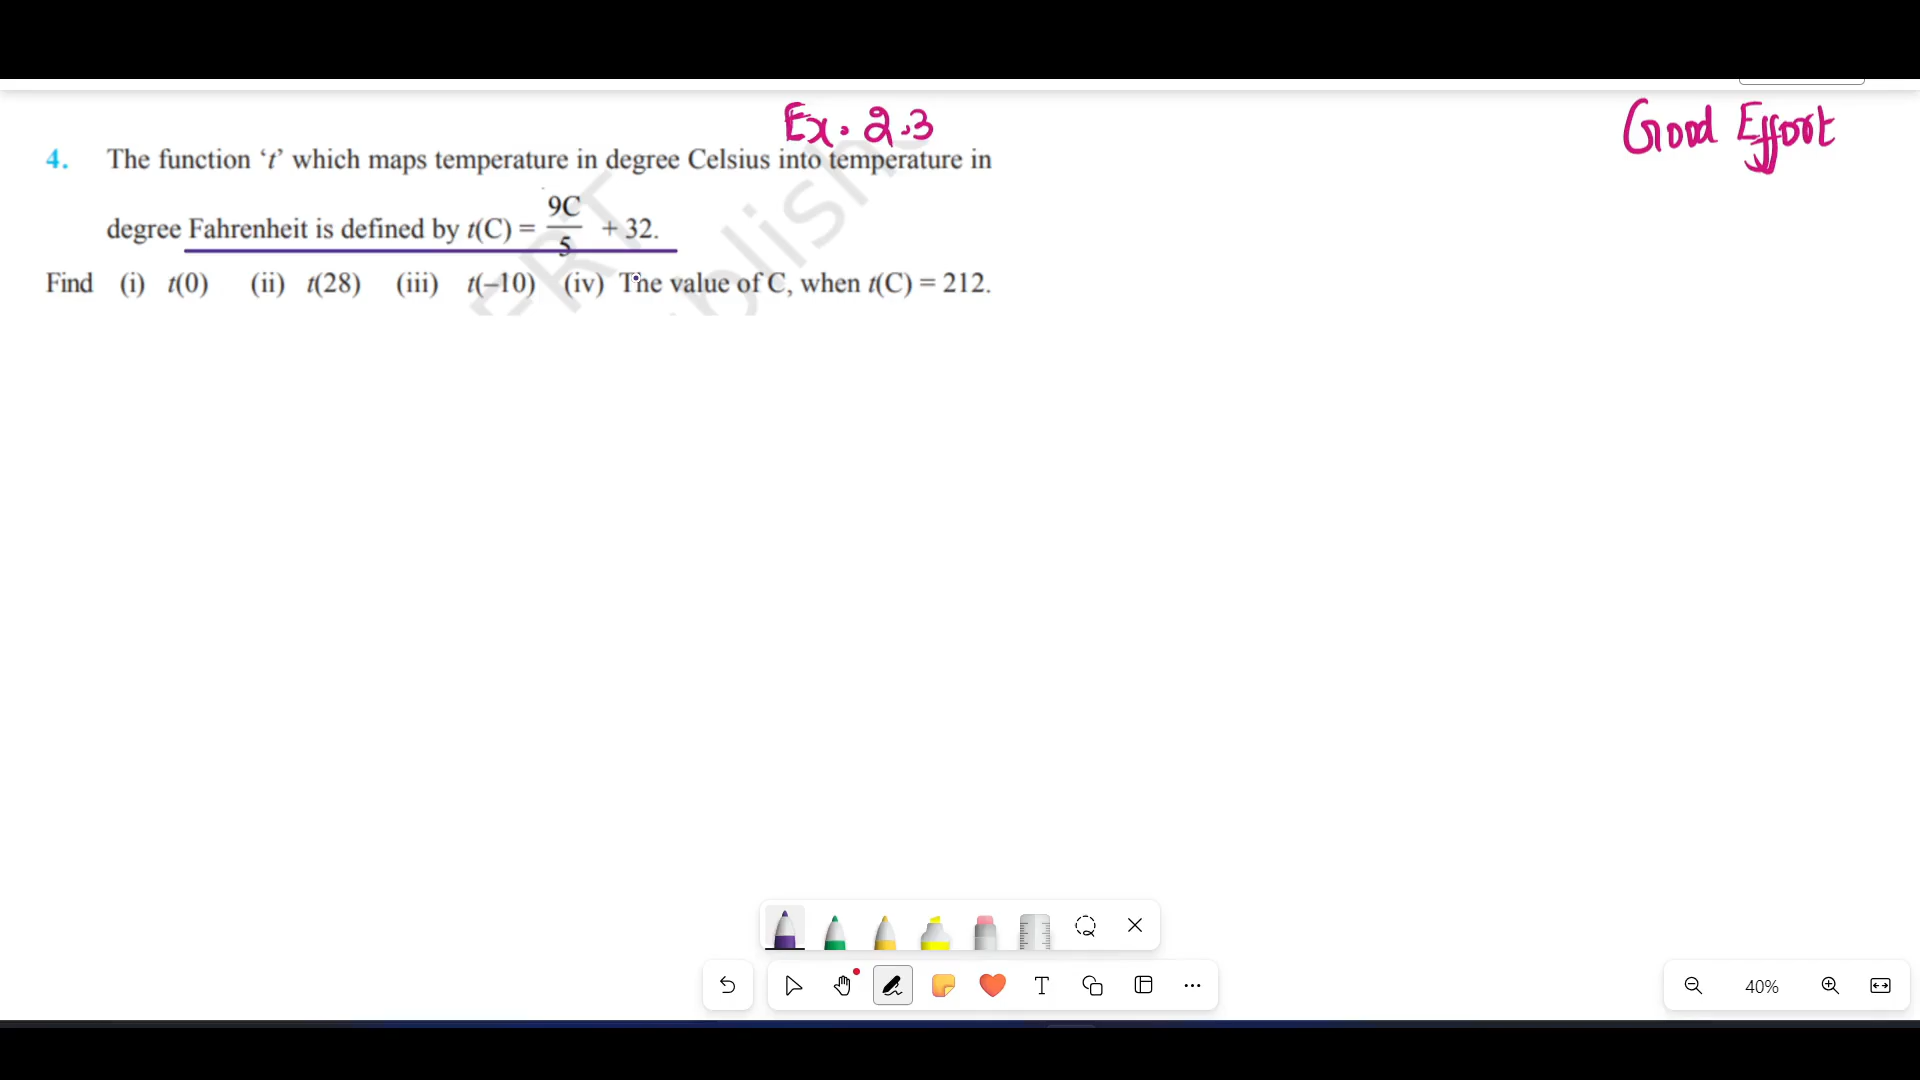 Ex. 2.3
Good Effort
4. The function ‘t’ which maps temperature in degree Celsius into temperature in
degree Fahrenheit is defined by t(C) = 9C/5 + 32.
Find (i) t(0) (ii) t(28) (iii) t(–10) (iv) The value of C, when t(C) = 212.
40%